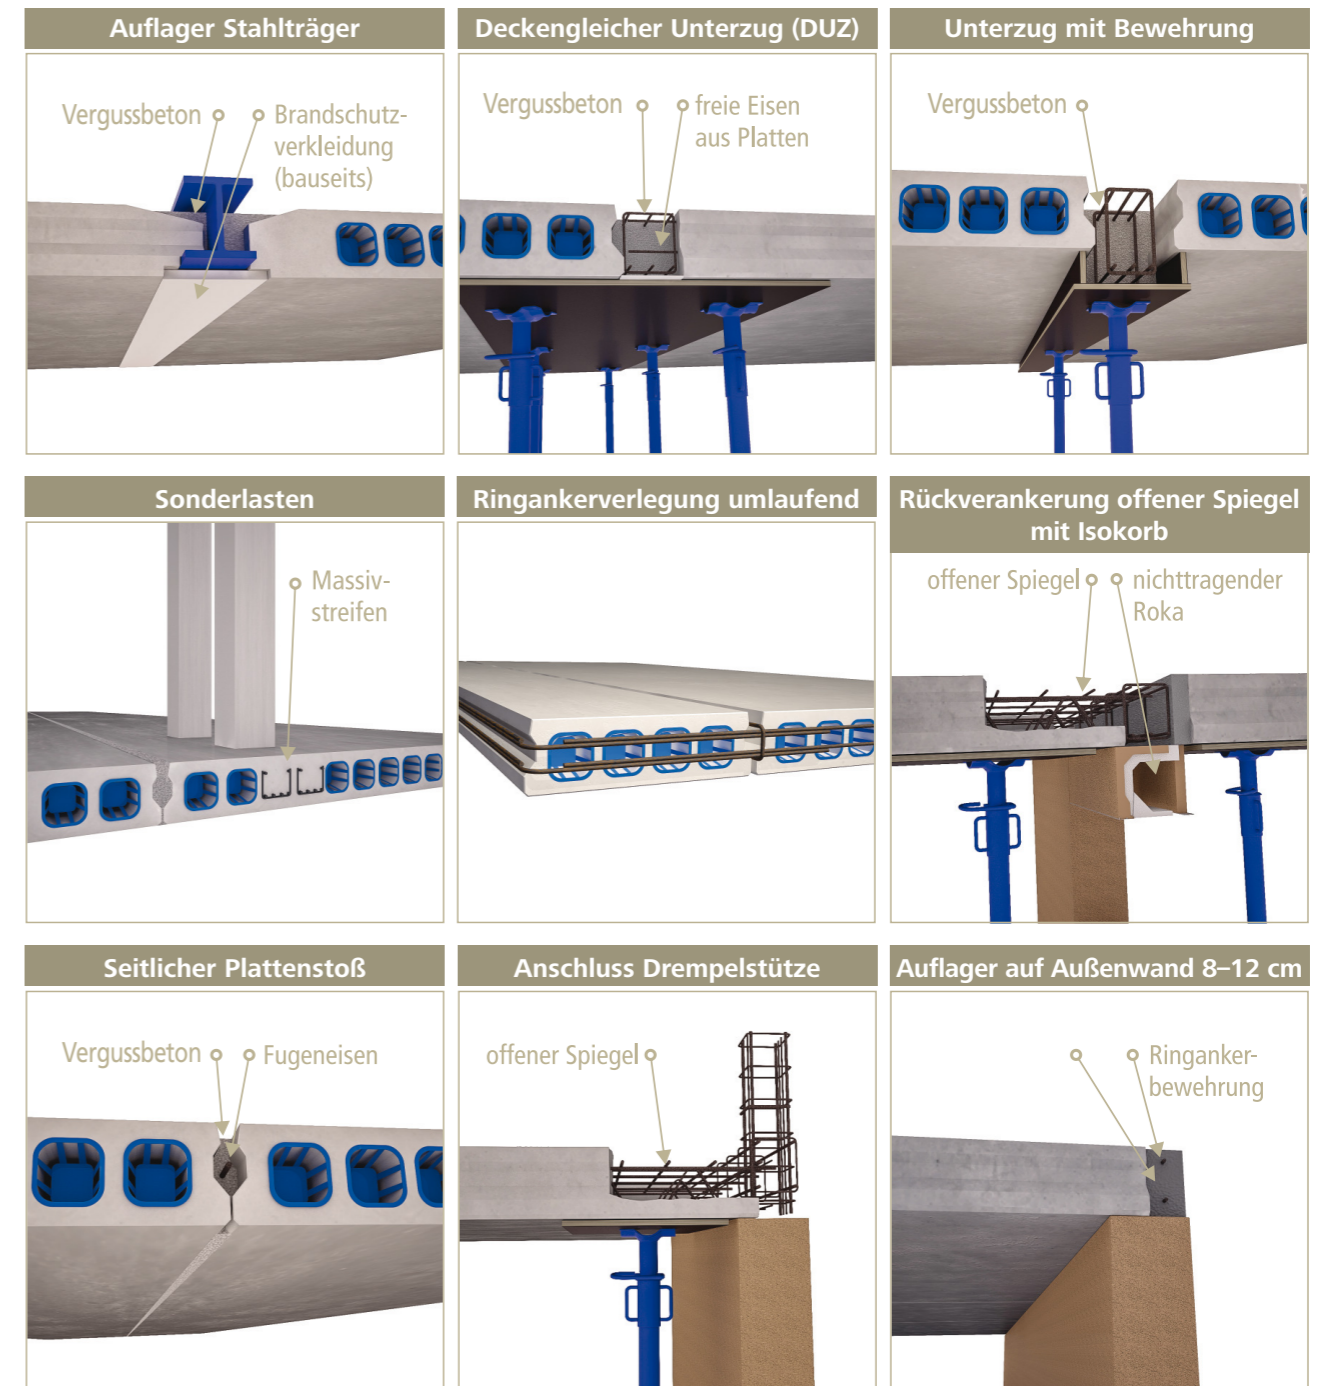 Auflager Stahlträger
Vergussbeton
Brandschutz-
verkleidung
(bauseits)
Deckengleicher Unterzug (DUZ)
Vergussbeton
freie Eisen
aus Platten
Unterzug mit Bewehrung
Vergussbeton
Sonderlasten
Massiv-
streifen
Ringankerverlegung umlaufend
Rückverankerung offener Spiegel
mit Isokorb
offener Spiegel
nichttragender
Roka
Seitlicher Plattenstoß
Vergussbeton
Fugeneisen
Anschluss Drempelstütze
offener Spiegel
Auflager auf Außenwand 8–12 cm
Ringanker-
bewehrung